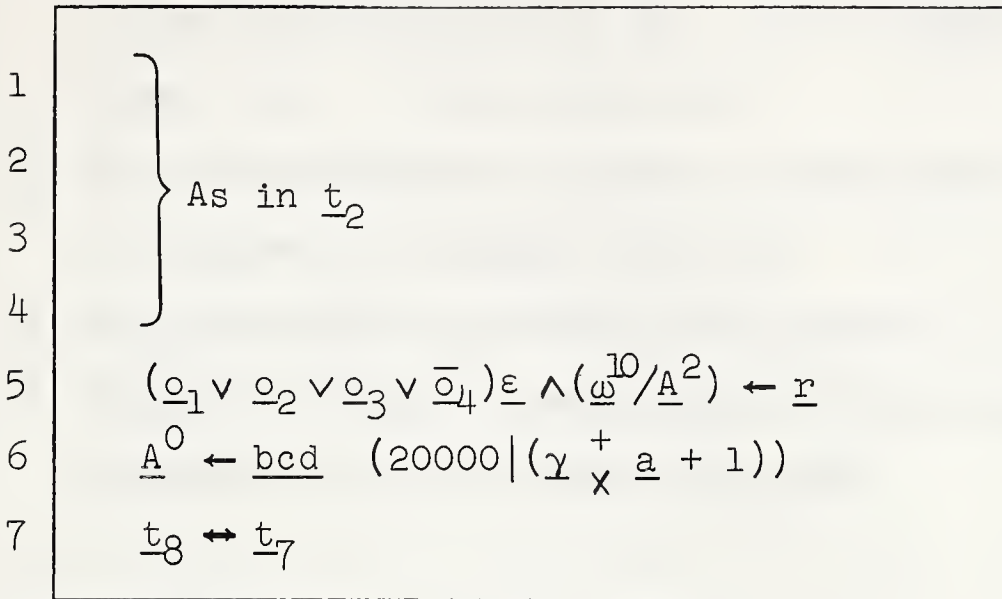 1
2
As in t₂
3
4
5 (o₁ ∨ o₂ ∨ o₃ ∨ o̅₄)ε ∧(ω¹⁰/A²) ← r
6 A⁰ ← bcd (20000|(γ ⁺ₓ a + 1))
7 t₈ ↔ t₇